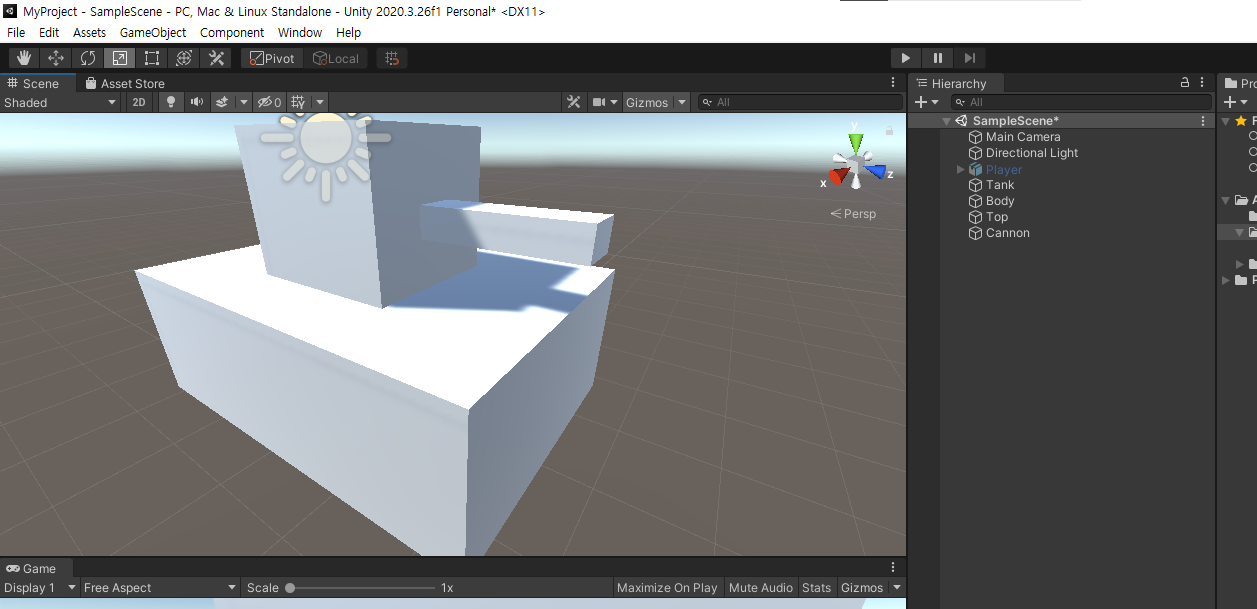 MyProject - SampleScene - PC, Mac & Linux Standalone - Unity 2020.3.26f1 Personal* <DX11>
File Edit Assets GameObject Component Window Help
Pivot Local
Scene Asset Store
Shaded 2D 0 Gizmos All
y
x
z
Persp
Hierarchy
All
SampleScene*
Main Camera
Directional Light
Player
Tank
Body
Top
Cannon
Game
Display 1 Free Aspect Scale 1x Maximize On Play Mute Audio Stats Gizmos